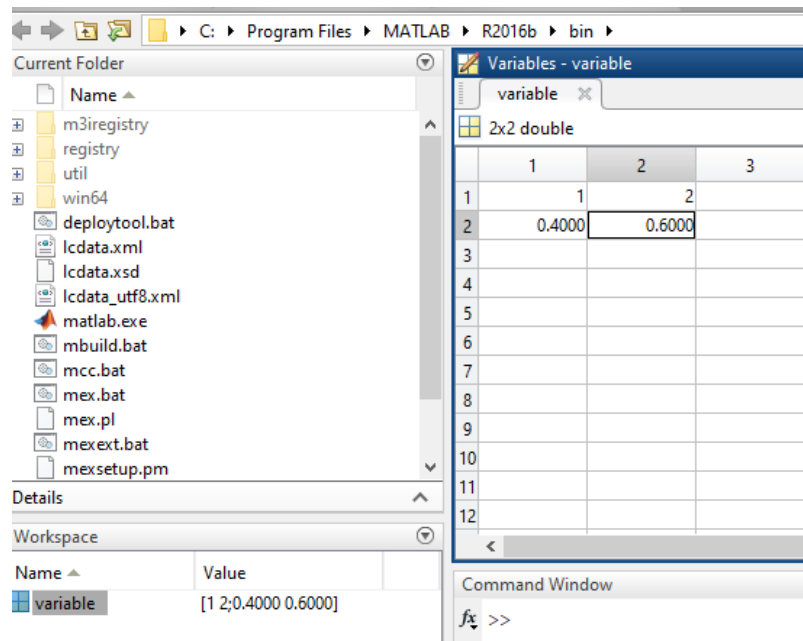 C: Program Files MATLAB R2016b bin
Current Folder
Name
m3iregistry
registry
util
win64
deploytool.bat
lcdata.xml
lcdata.xsd
lcdata_utf8.xml
matlab.exe
mbuild.bat
mcc.bat
mex.bat
mex.pl
mexext.bat
mexsetup.pm
Details
Workspace
Name Value
variable [1 2;0.4000 0.6000]
Variables - variable
variable
2x2 double
1 2 3
1 1 2
2 0.4000 0.6000
3
4
5
6
7
8
9
10
11
12
Command Window
fx >>